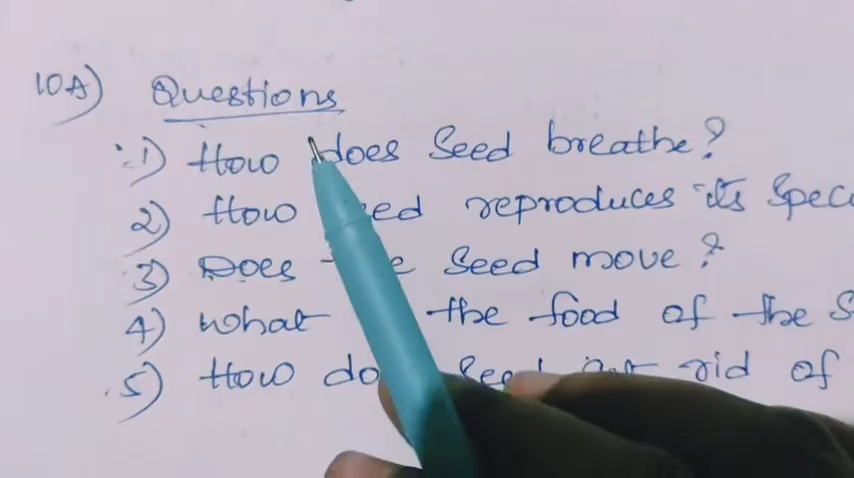 10A) Questions
1) How does Seed breathe?
2) How reproduces its
3) Does Seed move?
4) What the food of the
5) How rid of